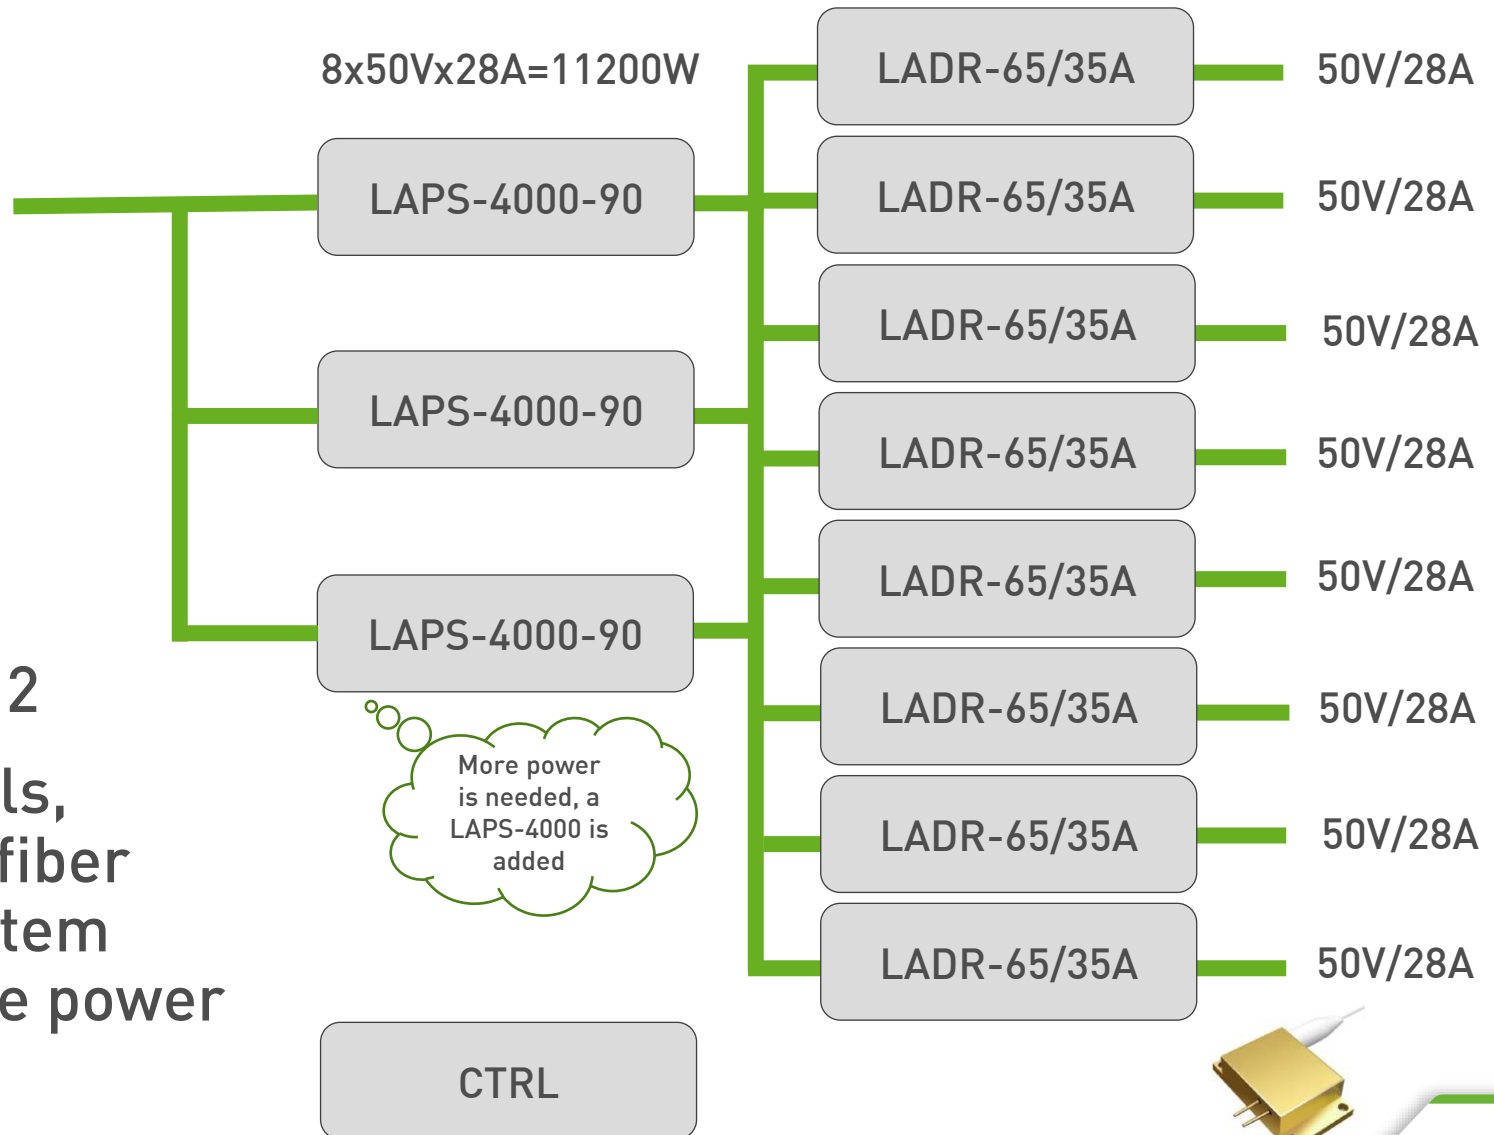 8x50Vx28A=11200W
LAPS-4000-90
LAPS-4000-90
LAPS-4000-90
More power
is needed, a
LAPS-4000 is
added
CTRL
LADR-65/35A
LADR-65/35A
LADR-65/35A
LADR-65/35A
LADR-65/35A
LADR-65/35A
LADR-65/35A
LADR-65/35A
50V/28A
50V/28A
50V/28A
50V/28A
50V/28A
50V/28A
50V/28A
50V/28A
2
ls,
fiber
tem
e power